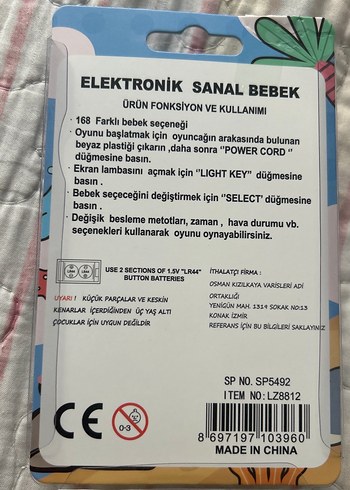 ELEKTRONİK SANAL BEBEK
ÜRÜN FONKSİYON VE KULLANIMI
· 168 Farklı bebek seçeneği
· Oyunu başlatmak için oyuncağın arakasında bulunan
beyaz plastiği çıkarın ,daha sonra ‘’POWER CORD ‘’
düğmesine basın.
· Ekran lambasını açmak için ‘’LIGHT KEY’’ düğmesine
basın .
· Bebek seçeneğini değiştirmek için ‘’SELECT’ düğmesine
basın .
· Değişik besleme metotları, zaman , hava durumu vb.
seçenekleri kullanarak oyunu oynayabilirsiniz.
USE 2 SECTIONS OF 1.5V "LR44"
BUTTON BATTERIES
UYARI ! KÜÇÜK PARÇALAR VE KESKİN
KENARLAR İÇERDİĞİNDEN ÜÇ YAŞ ALTI
ÇOCUKLAR İÇİN UYGUN DEĞİLDİR
İTHALATÇI FİRMA :
OSMAN KIZILKAYA VARİSLERİ ADİ
ORTAKLIĞI
YENİGÜN MAH. 1314 SOKAK NO:13
KONAK İZMİR
REFERANS İÇİN BU BİLGİLERİ SAKLAYINIZ
SP NO. SP5492
ITEM NO: LZ8812
CE
0-3
8 697197 103960
MADE IN CHINA